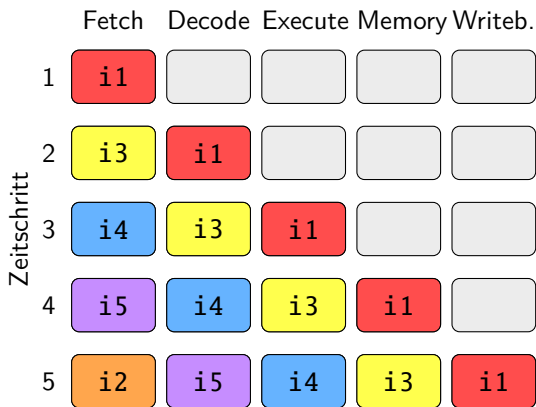 Fetch Decode Execute Memory Writeb.
1 i1
2 i3 i1
3 i4 i3 i1
4 i5 i4 i3 i1
5 i2 i5 i4 i3 i1
Zeitschritt